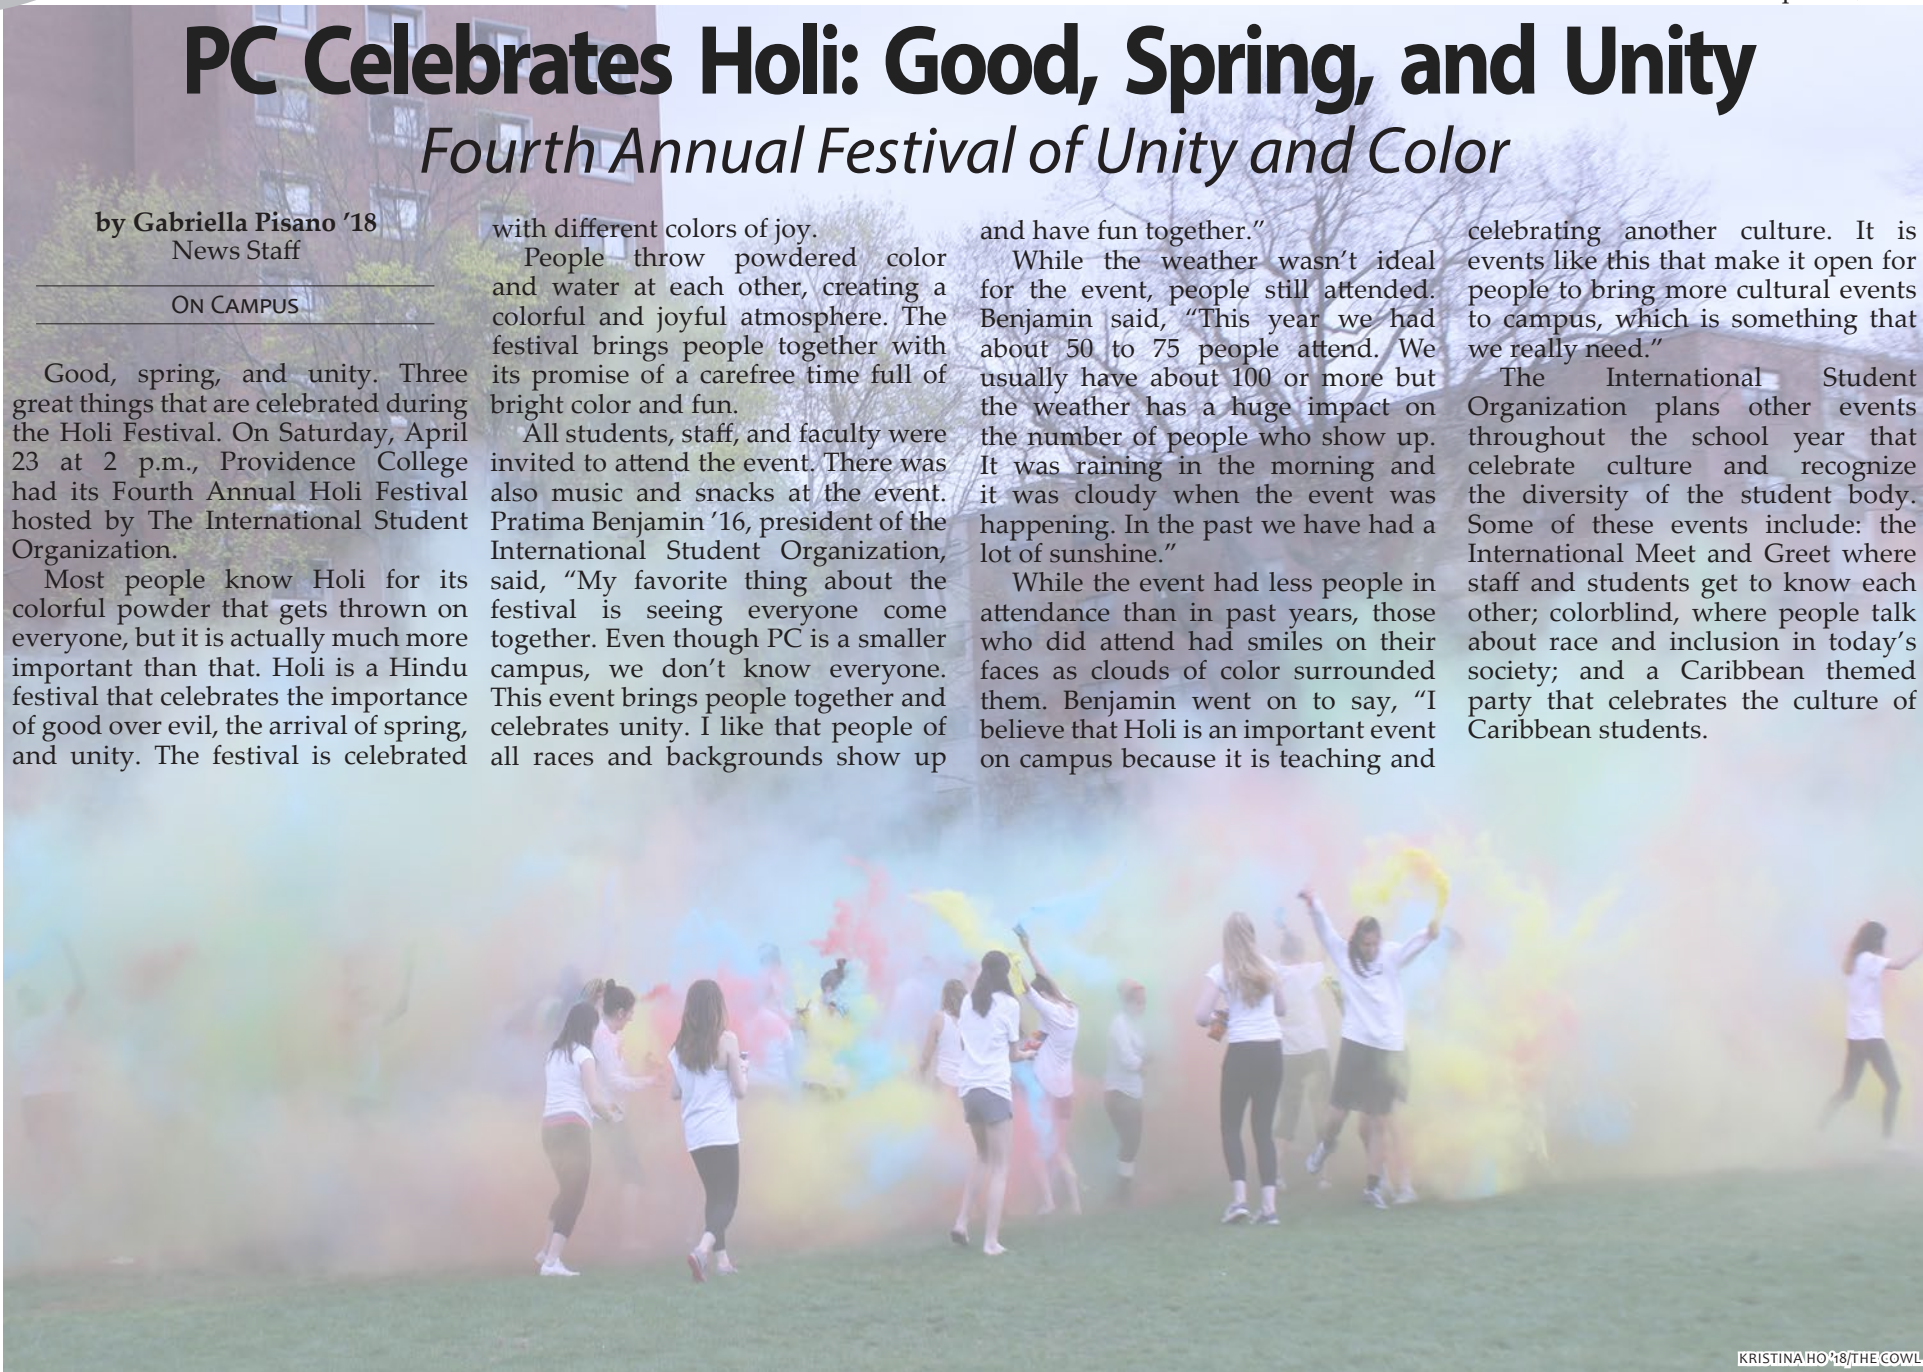 PC Celebrates Holi: Good, Spring, and Unity
Fourth Annual Festival of Unity and Color
by Gabriella Pisano ’18
News Staff
ON CAMPUS
Good, spring, and unity. Three
great things that are celebrated during
the Holi Festival. On Saturday, April
23 at 2 p.m., Providence College
had its Fourth Annual Holi Festival
hosted by The International Student
Organization.
Most people know Holi for its
colorful powder that gets thrown on
everyone, but it is actually much more
important than that. Holi is a Hindu
festival that celebrates the importance
of good over evil, the arrival of spring,
and unity. The festival is celebrated
with different colors of joy.
People throw powdered color
and water at each other, creating a
colorful and joyful atmosphere. The
festival brings people together with
its promise of a carefree time full of
bright color and fun.
All students, staff, and faculty were
invited to attend the event. There was
also music and snacks at the event.
Pratima Benjamin ’16, president of the
International Student Organization,
said, “My favorite thing about the
festival is seeing everyone come
together. Even though PC is a smaller
campus, we don’t know everyone.
This event brings people together and
celebrates unity. I like that people of
all races and backgrounds show up
and have fun together.”
While the weather wasn’t ideal
for the event, people still attended.
Benjamin said, “This year we had
about 50 to 75 people attend. We
usually have about 100 or more but
the weather has a huge impact on
the number of people who show up.
It was raining in the morning and
it was cloudy when the event was
happening. In the past we have had a
lot of sunshine.”
While the event had less people in
attendance than in past years, those
who did attend had smiles on their
faces as clouds of color surrounded
them. Benjamin went on to say, “I
believe that Holi is an important event
on campus because it is teaching and
celebrating another culture. It is
events like this that make it open for
people to bring more cultural events
to campus, which is something that
we really need.”
The International Student
Organization plans other events
throughout the school year that
celebrate culture and recognize
the diversity of the student body.
Some of these events include: the
International Meet and Greet where
staff and students get to know each
other; colorblind, where people talk
about race and inclusion in today’s
society; and a Caribbean themed
party that celebrates the culture of
Caribbean students.
KRISTINA HO ’18/THE COWL